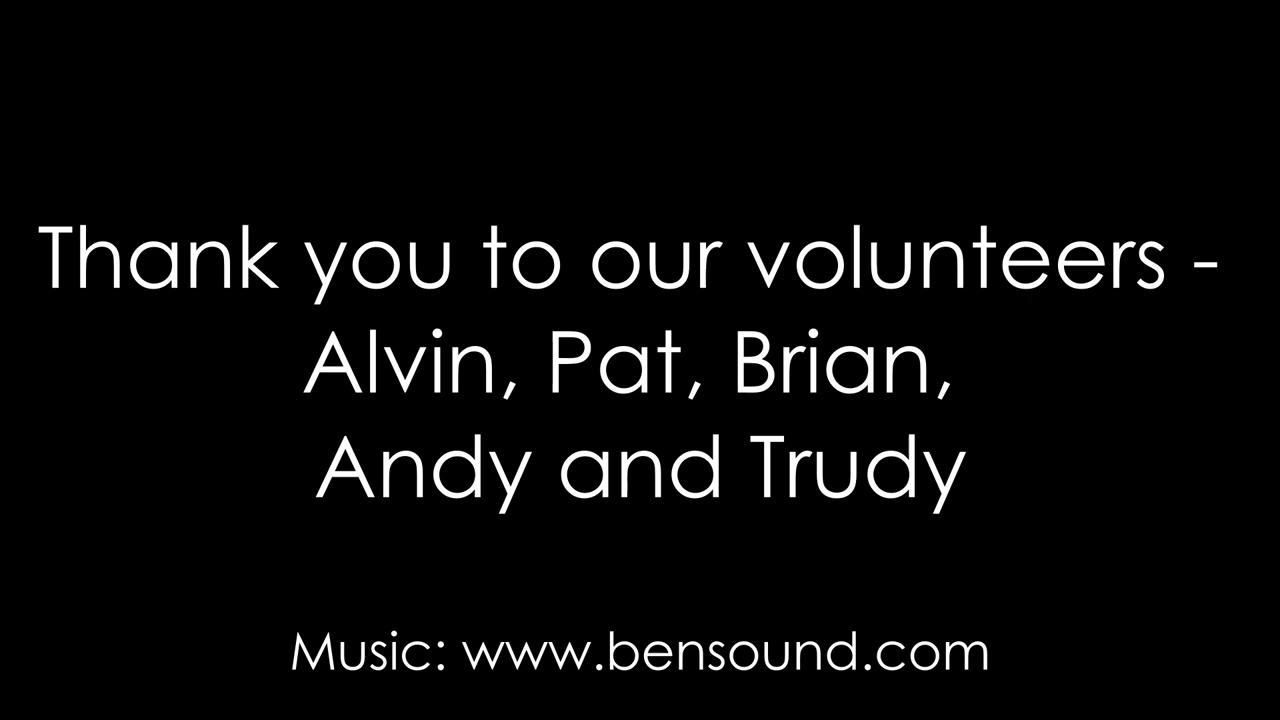 Thank you to our volunteers -
Alvin, Pat, Brian,
Andy and Trudy
Music: www.bensound.com